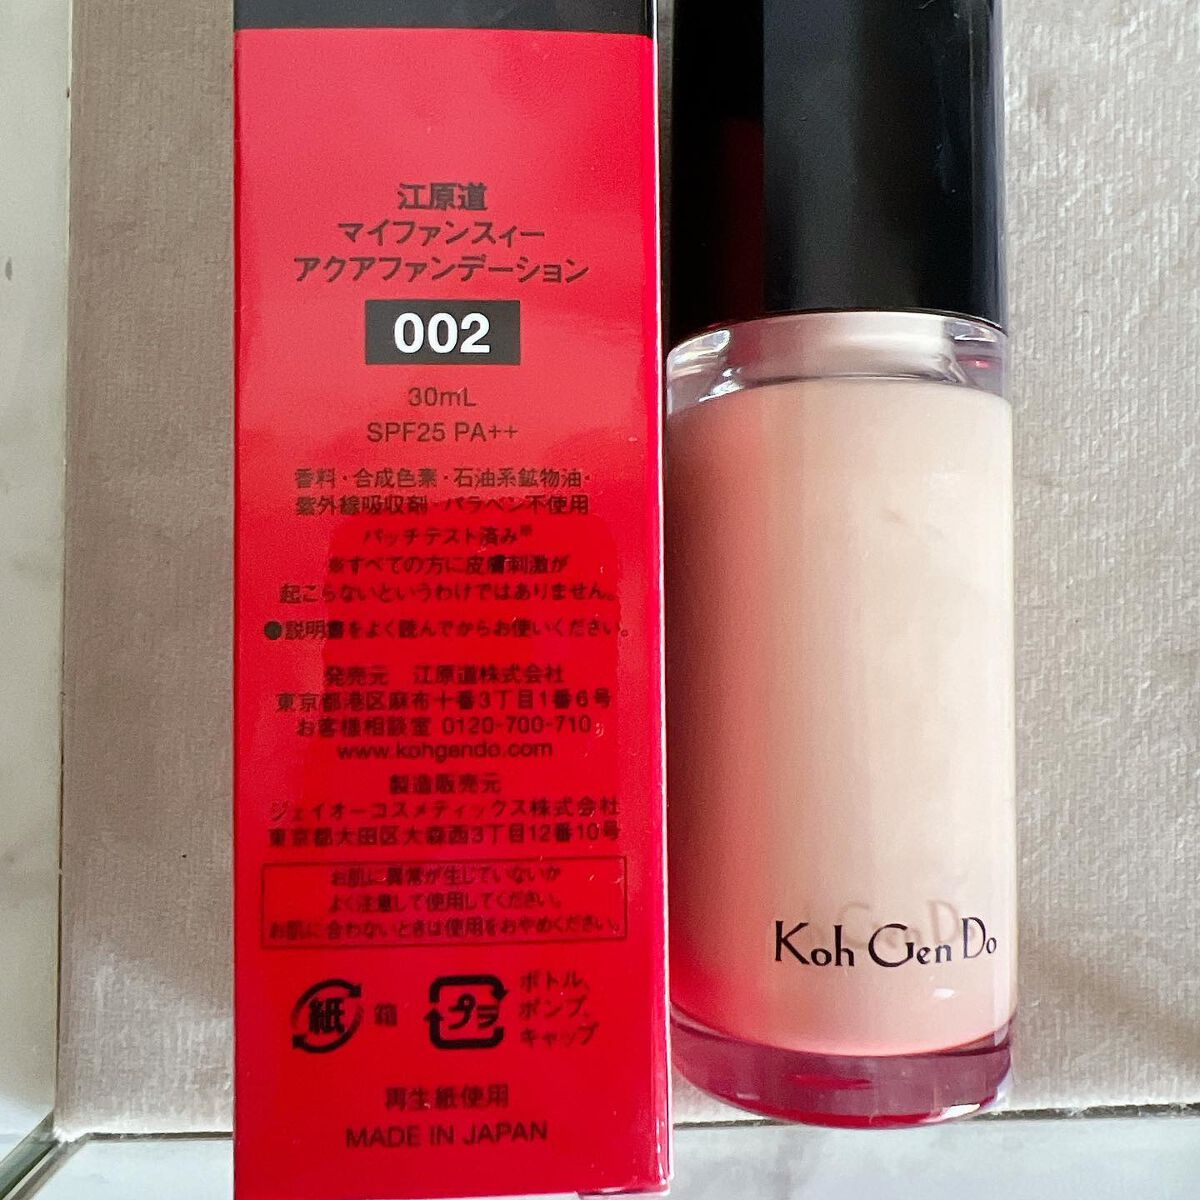 江原道
マイファンスィー
アクアファンデーション
002
30mL
SPF25 PA++
香料・合成色素・石油系鉱物油・
紫外線吸収剤・パラベン不使用
パッチテスト済み※
※すべての方に皮膚刺激が
起こらないというわけではありません。
●説明書をよく読んでからお使いください。
発売元 江原道株式会社
東京都港区麻布十番3丁目1番6号
お客様相談室 0120-700-710
www.kohgendo.com
製造販売元
ジェイオーコスメティックス株式会社
東京都大田区大森西3丁目12番10号
お肌に異常が生じていないか
よく注意して使用してください。
お肌に合わないときは使用をおやめください。
紙 箱
プラ
ボトル、
ポンプ、
キャップ
再生紙使用
MADE IN JAPAN
Koh Gen Do